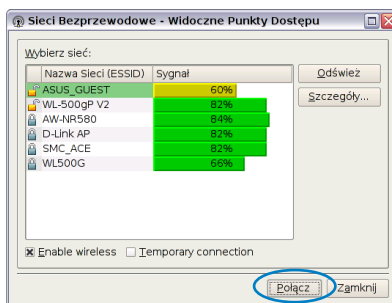 Sieci Bezprzewodowe - Widoczne Punkty Dostępu
Wybierz sieć:
Nazwa Sieci (ESSID) Sygnał
ASUS_GUEST 60%
WL-500gP V2 82%
AW-NR580 84%
D-Link AP 82%
SMC_ACE 82%
WL500G 66%
Odśwież
Szczegóły...
Enable wireless Temporary connection
Połącz Zamknij